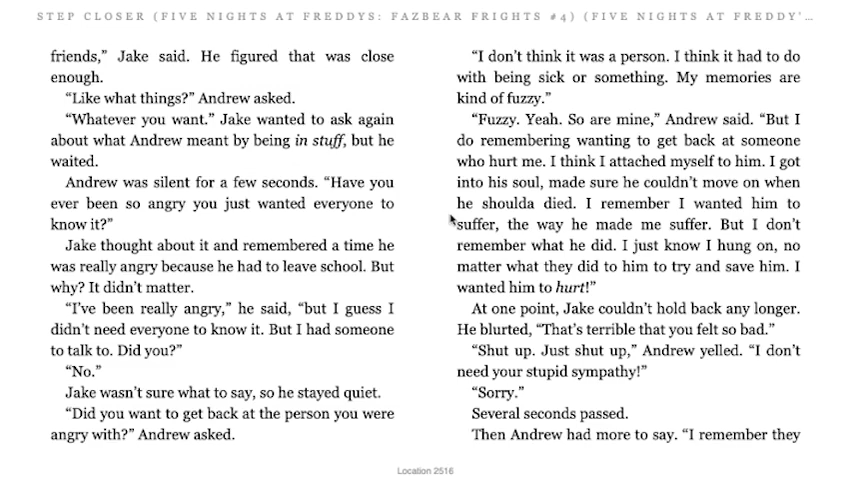 STEP CLOSER (FIVE NIGHTS AT FREDDYS: FAZBEAR FRIGHTS #4) (FIVE NIGHTS AT FREDDY'...
friends,” Jake said. He figured that was close
enough.
“Like what things?” Andrew asked.
“Whatever you want.” Jake wanted to ask again
about what Andrew meant by being in stuff, but he
waited.
Andrew was silent for a few seconds. “Have you
ever been so angry you just wanted everyone to
know it?”
Jake thought about it and remembered a time he
was really angry because he had to leave school. But
why? It didn’t matter.
“I’ve been really angry,” he said, “but I guess I
didn’t need everyone to know it. But I had someone
to talk to. Did you?”
“No.”
Jake wasn’t sure what to say, so he stayed quiet.
“Did you want to get back at the person you were
angry with?” Andrew asked.
“I don’t think it was a person. I think it had to do
with being sick or something. My memories are
kind of fuzzy.”
“Fuzzy. Yeah. So are mine,” Andrew said. “But I
do remembering wanting to get back at someone
who hurt me. I think I attached myself to him. I got
into his soul, made sure he couldn’t move on when
he shoulda died. I remember I wanted him to
suffer, the way he made me suffer. But I don’t
remember what he did. I just know I hung on, no
matter what they did to him to try and save him. I
wanted him to hurt!”
At one point, Jake couldn’t hold back any longer.
He blurted, “That’s terrible that you felt so bad.”
“Shut up. Just shut up,” Andrew yelled. “I don’t
need your stupid sympathy!”
“Sorry.”
Several seconds passed.
Then Andrew had more to say. “I remember they
Location 2516